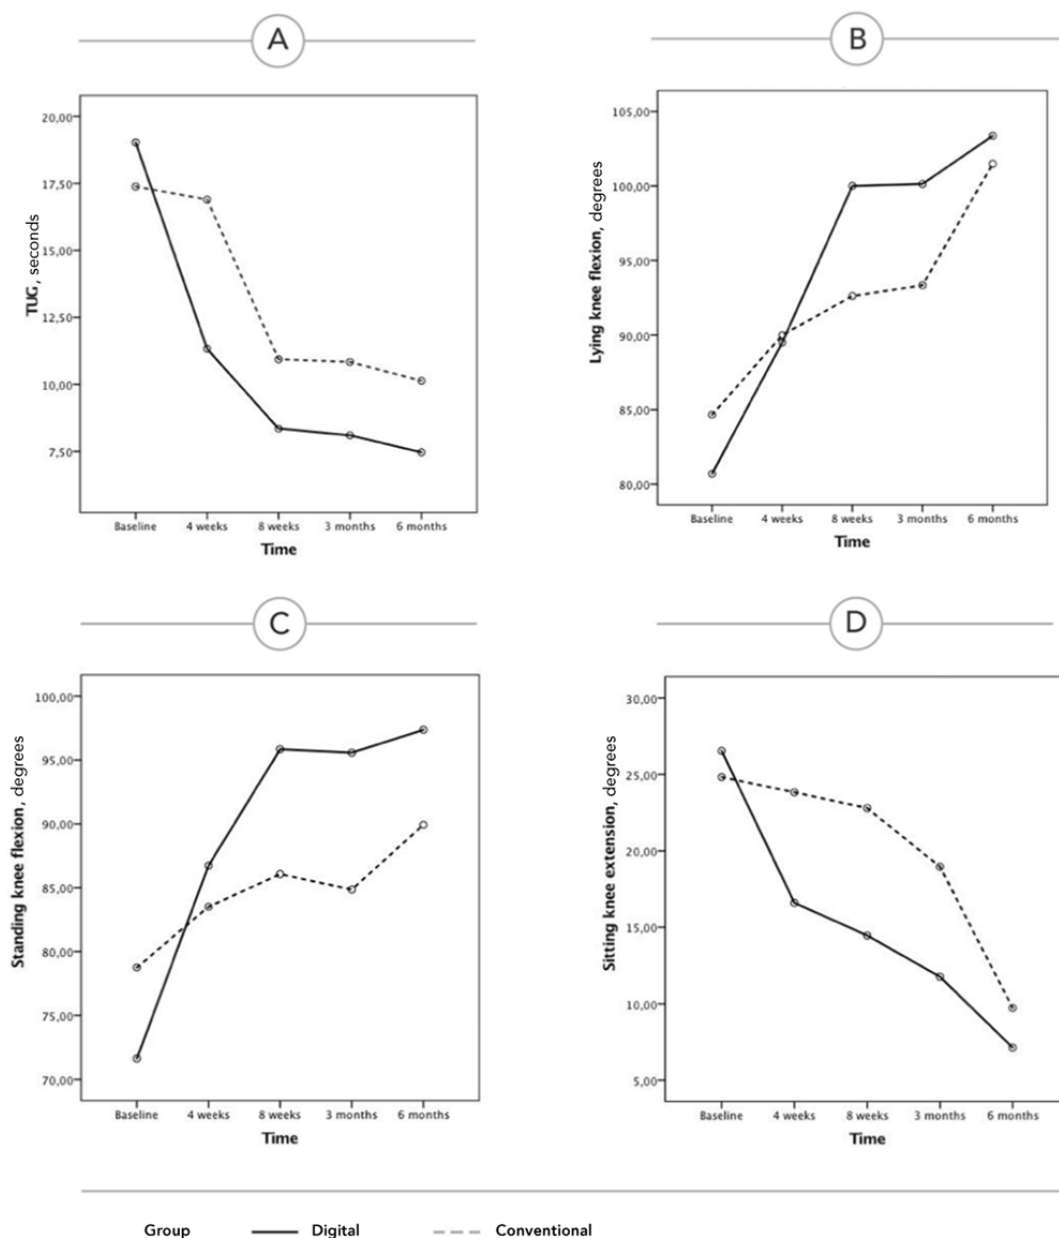 A
TUG, seconds
20,00
17,50
15,00
12,50
10,00
7,50
Baseline 4 weeks 8 weeks 3 months 6 months
Time
B
Lying knee flexion, degrees
105,00
100,00
95,00
90,00
85,00
80,00
Baseline 4 weeks 8 weeks 3 months 6 months
Time
C
Standing knee flexion, degrees
100,00
95,00
90,00
85,00
80,00
75,00
70,00
Baseline 4 weeks 8 weeks 3 months 6 months
Time
D
Sitting knee extension, degrees
30,00
25,00
20,00
15,00
10,00
5,00
Baseline 4 weeks 8 weeks 3 months 6 months
Time
Group Digital Conventional